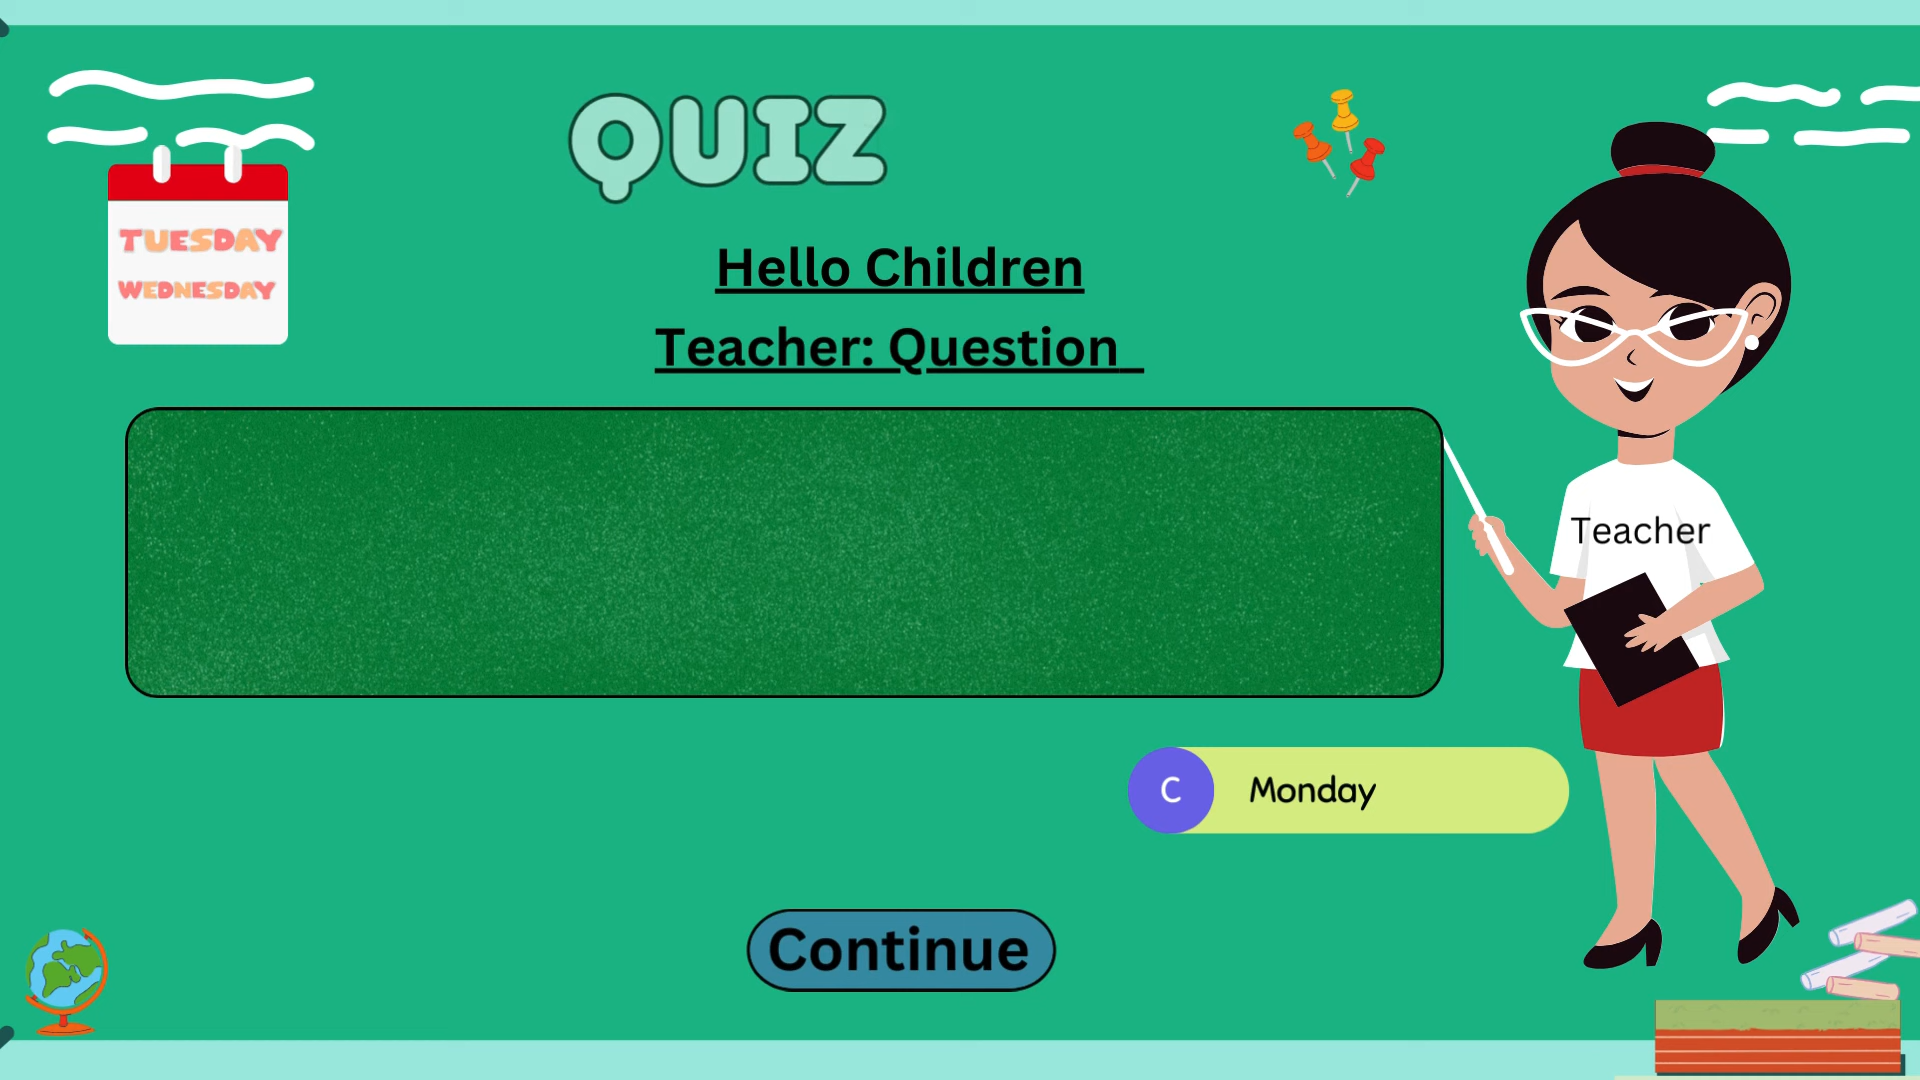 QUIZ
TUESDAY
WEDNESDAY
Hello Children
Teacher: Question
Teacher
C Monday
Continue